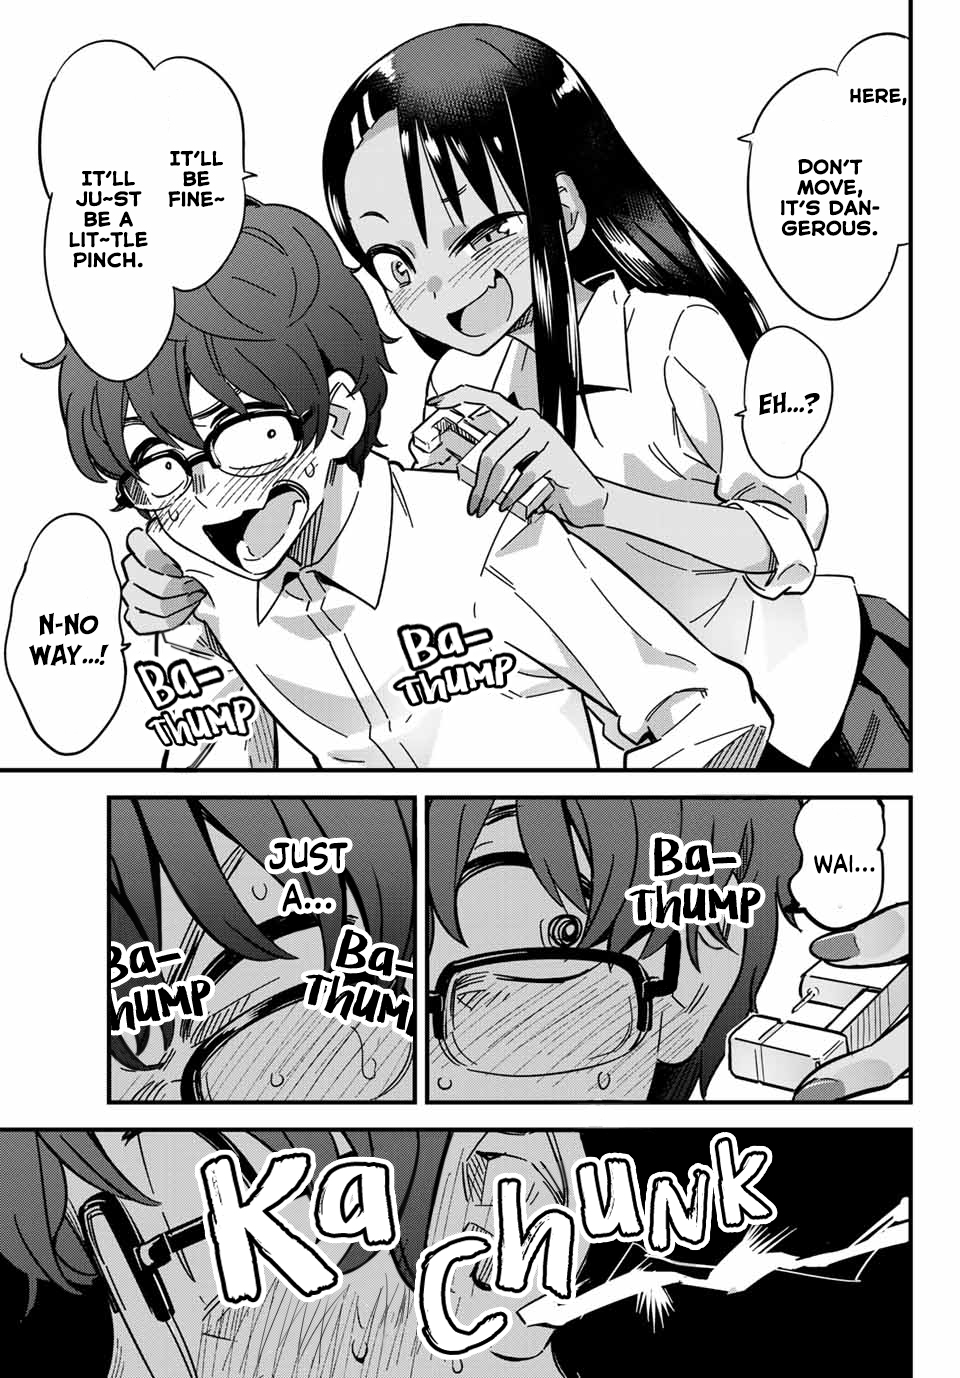 HERE,
DON'T
MOVE,
IT'S DAN-
GEROUS.
EH...?
IT'LL
BE
FINE~
IT'LL
JU~ST
BE A
LIT~TLE
PINCH.
N-NO
WAY...!
BA-
THUMP
BA-
THUMP
WAI...
BA-
THUMP
JUST
A...
BA-
THUMP
BA-
THUMP
KA
CHUNK